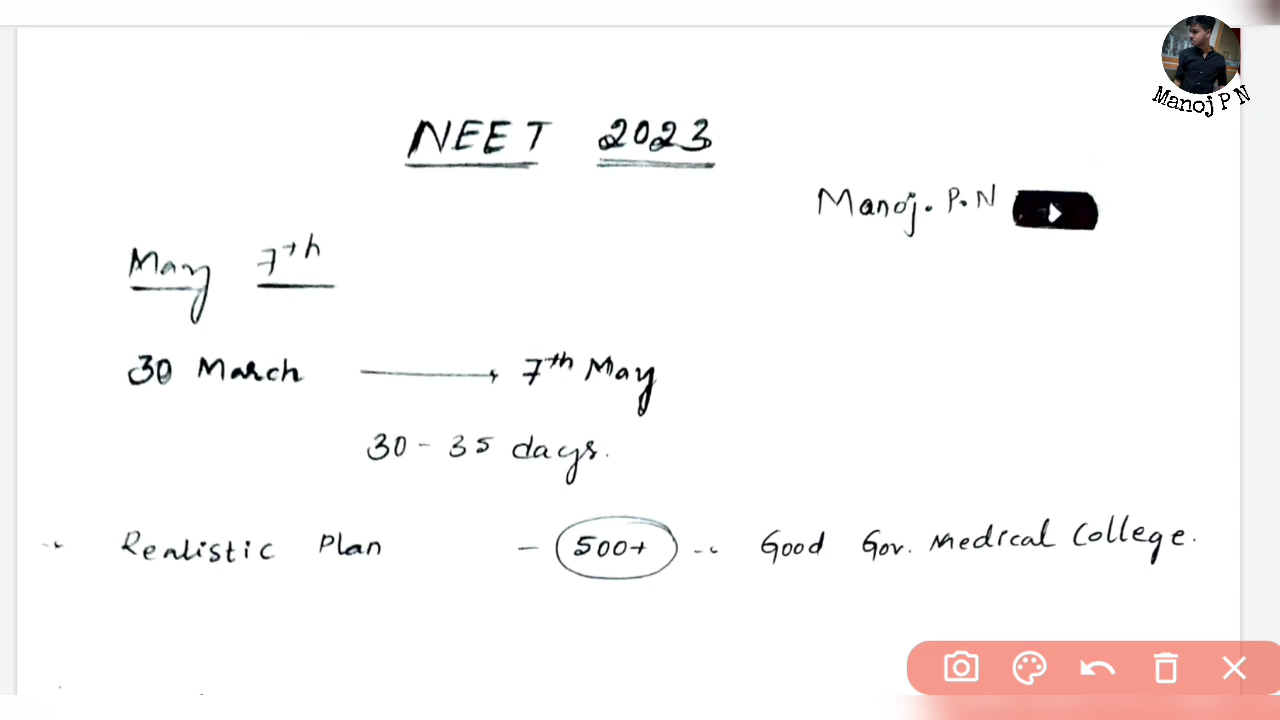 Manoj P N
NEET 2023
Manoj. P.N
May 7th
30 March → 7th May
30 - 35 days.
Realistic Plan - 500+ -- Good Gov. Medical College.